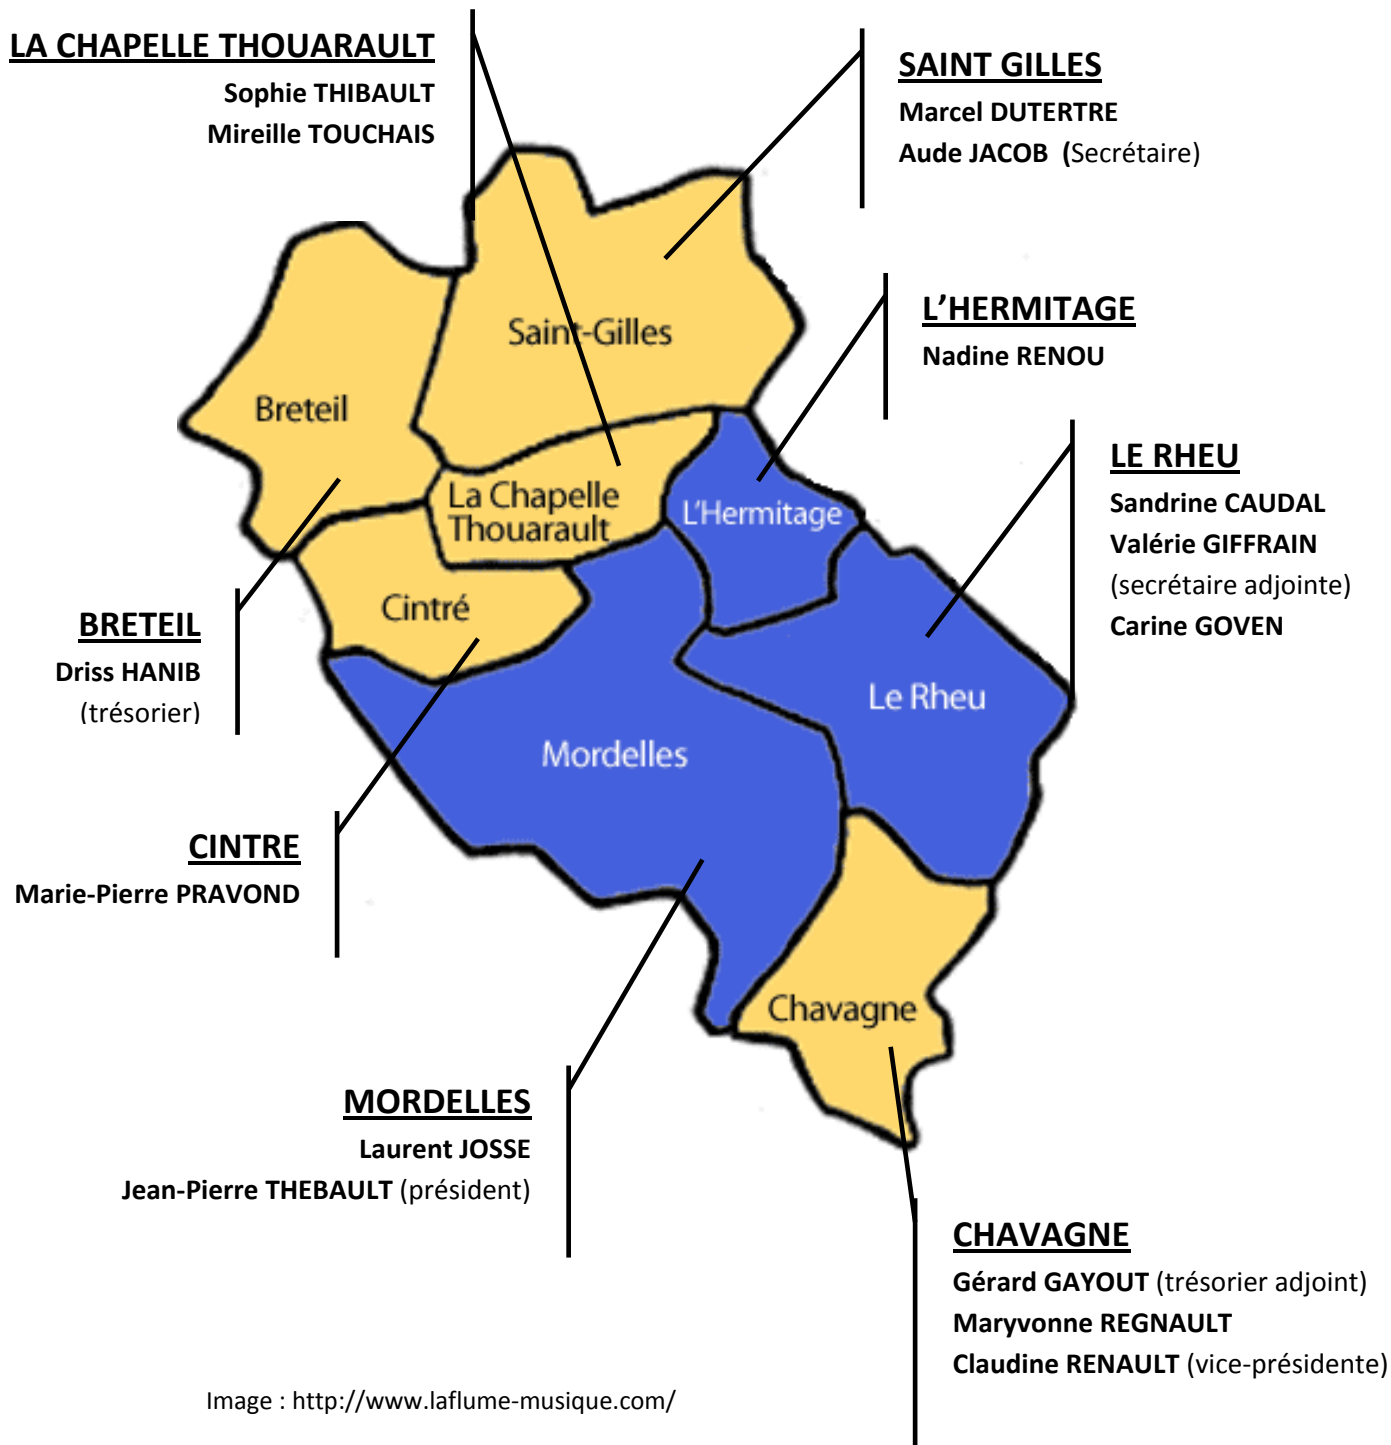 LA CHAPELLE THOUARAULT
Sophie THIBAULT
Mireille TOUCHAIS
SAINT GILLES
Marcel DUTERTRE
Aude JACOB (Secrétaire)
L’HERMITAGE
Nadine RENOU
LE RHEU
Sandrine CAUDAL
Valérie GIFFRAIN
(secrétaire adjointe)
Carine GOVEN
Saint-Gilles
Breteil
La Chapelle
Thouarault
L'Hermitage
Cintré
Le Rheu
Mordelles
Chavagne
BRETEIL
Driss HANIB
(trésorier)
CINTRE
Marie-Pierre PRAVOND
MORDELLES
Laurent JOSSE
Jean-Pierre THEBAULT (président)
CHAVAGNE
Gérard GAYOUT (trésorier adjoint)
Maryvonne REGNAULT
Claudine RENAULT (vice-présidente)
Image : http://www.laflume-musique.com/